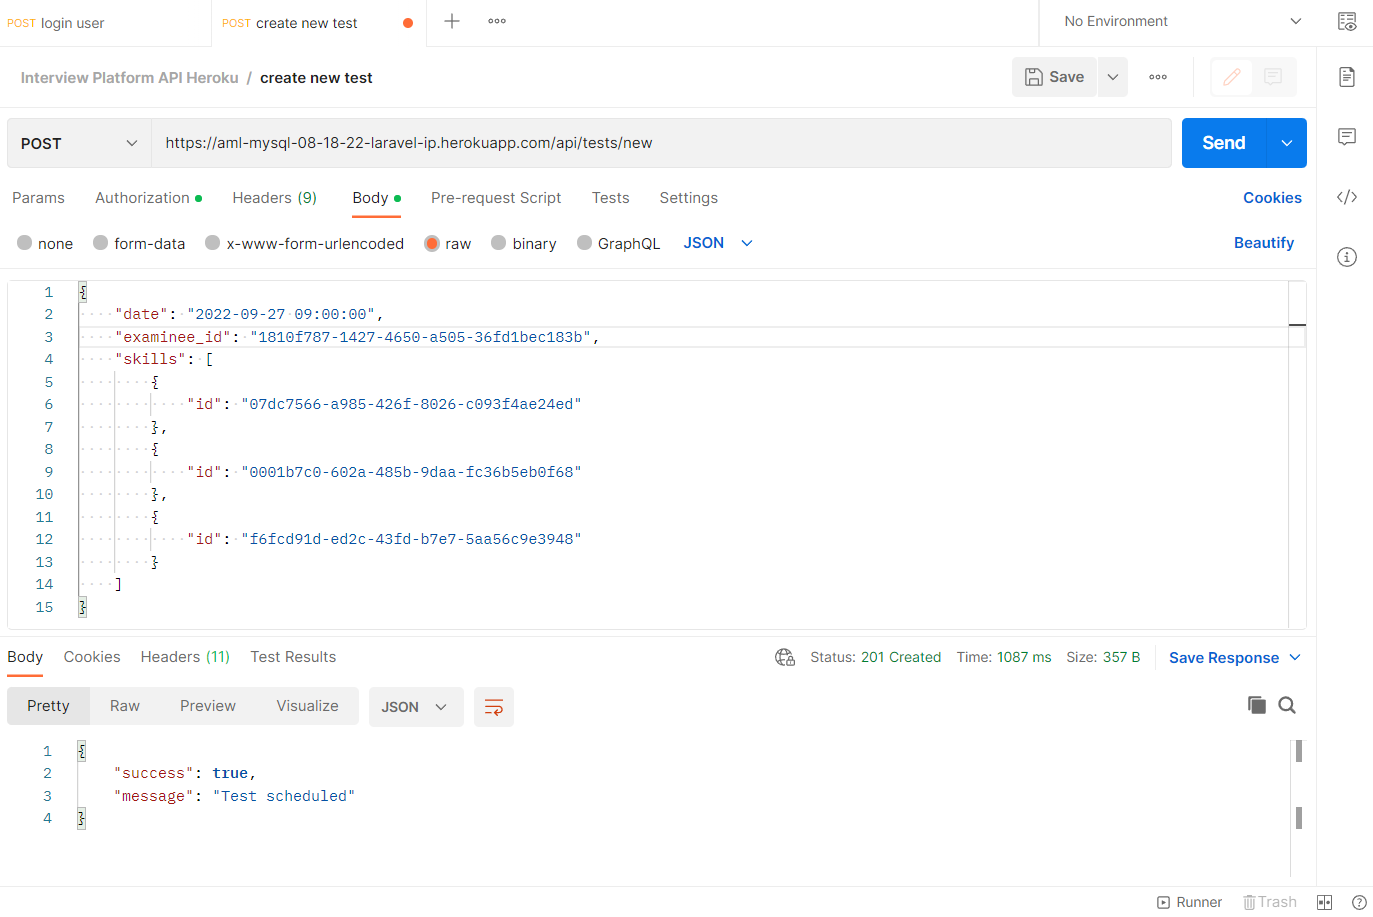 POST login user
POST create new test
No Environment
Interview Platform API Heroku / create new test
Save
POST
https://aml-mysql-08-18-22-laravel-ip.herokuapp.com/api/tests/new
Send
Params Authorization Headers (9) Body Pre-request Script Tests Settings Cookies
none form-data x-www-form-urlencoded raw binary GraphQL JSON Beautify
1 {
2 "date": "2022-09-27 09:00:00",
3 "examinee_id": "1810f787-1427-4650-a505-36fd1bec183b",
4 "skills": [
5 {
6 "id": "07dc7566-a985-426f-8026-c093f4ae24ed"
7 },
8 {
9 "id": "0001b7c0-602a-485b-9daa-fc36b5eb0f68"
10 },
11 {
12 "id": "f6fcd91d-ed2c-43fd-b7e7-5aa56c9e3948"
13 }
14 ]
15 }
Body Cookies Headers (11) Test Results Status: 201 Created Time: 1087 ms Size: 357 B Save Response
Pretty Raw Preview Visualize JSON
1 {
2 "success": true,
3 "message": "Test scheduled"
4 }
Runner Trash